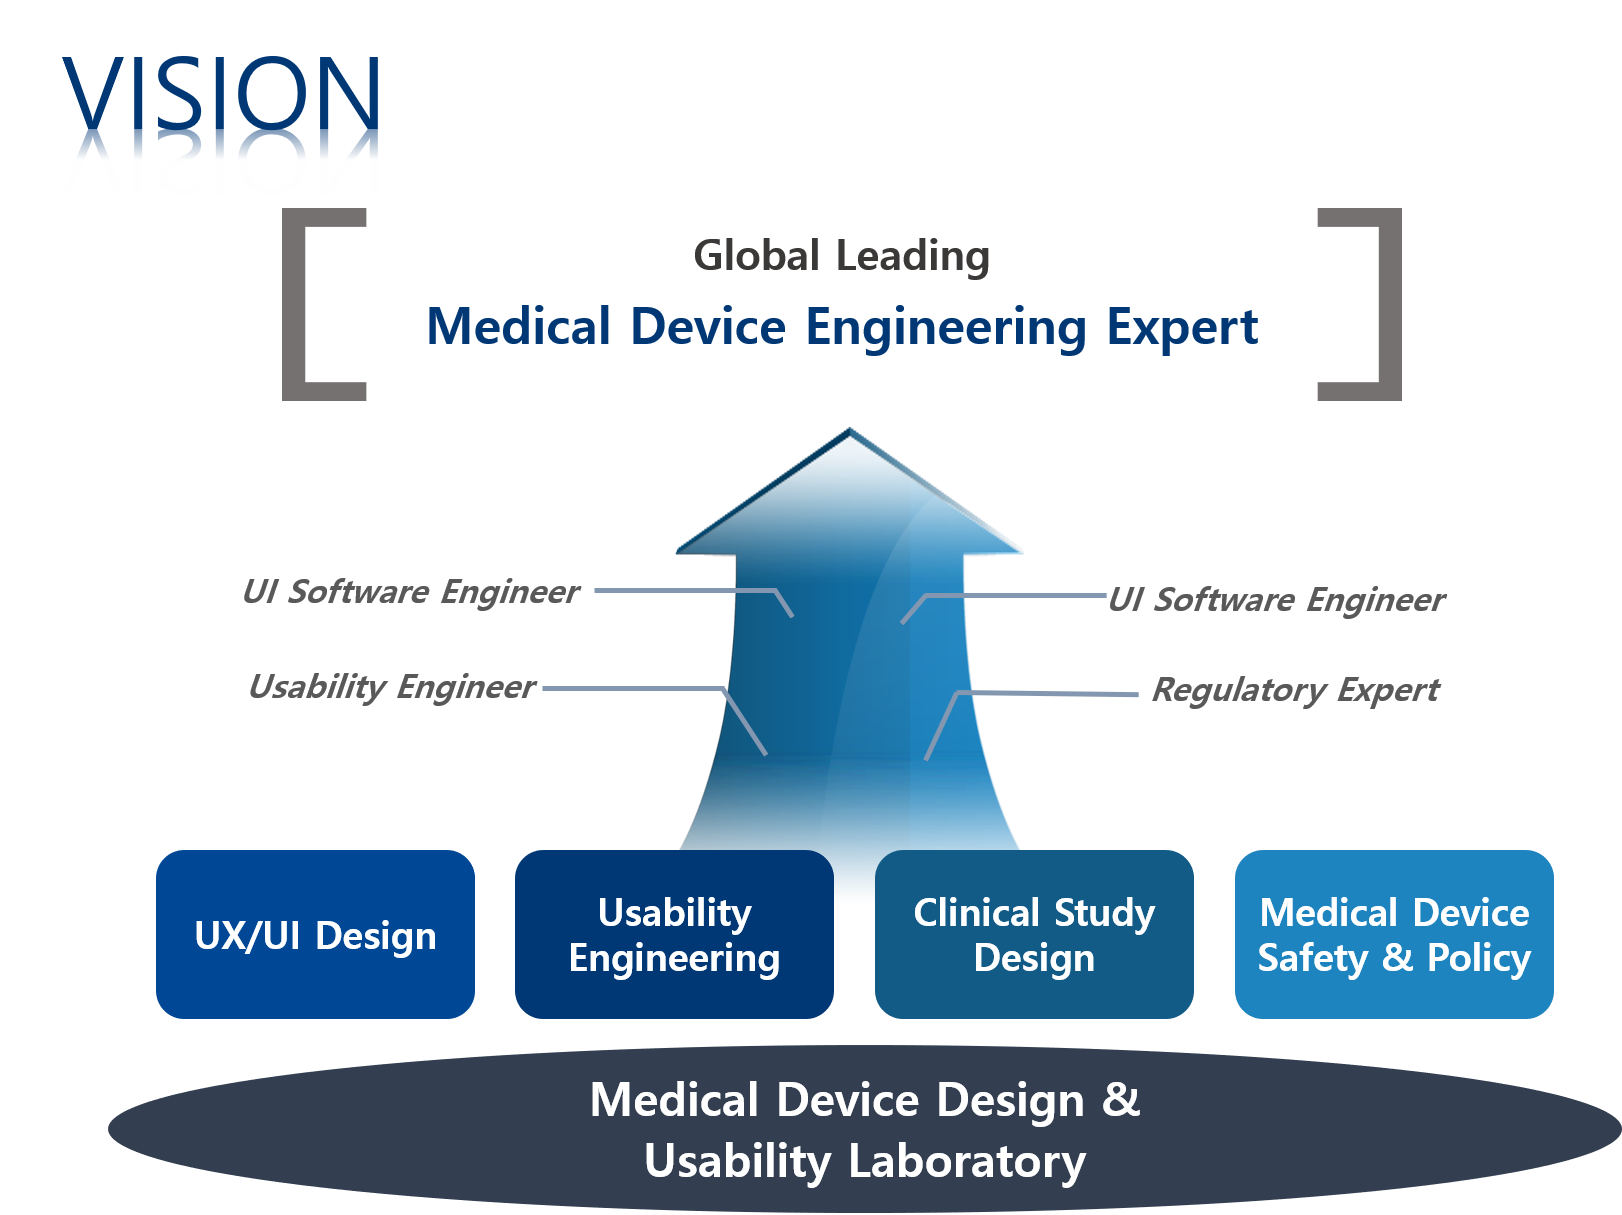 VISION
Global Leading
Medical Device Engineering Expert
UI Software Engineer
UI Software Engineer
Usability Engineer
Regulatory Expert
UX/UI Design
Usability
Engineering
Clinical Study
Design
Medical Device
Safety & Policy
Medical Device Design &
Usability Laboratory